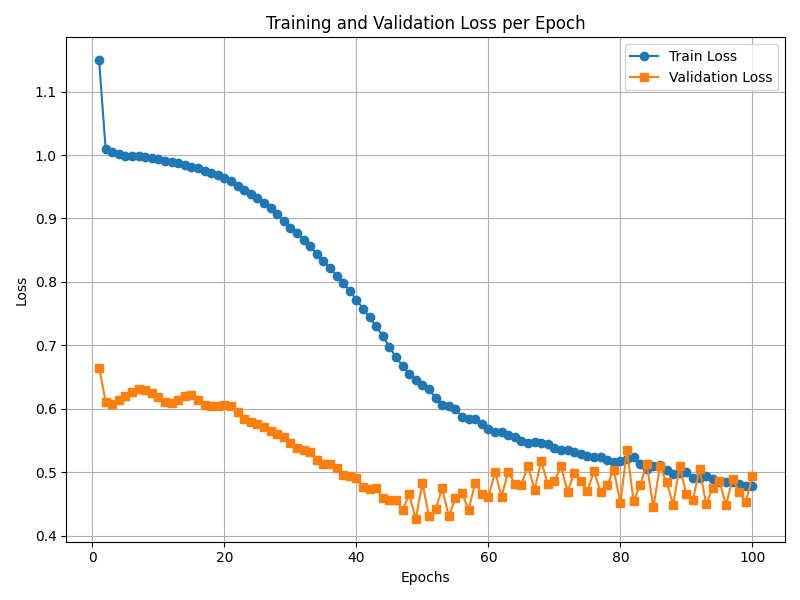 Training and Validation Loss per Epoch
Train Loss
Validation Loss
1.1
1.0
0.9
0.8
0.7
0.6
0.5
0.4
Loss
0 20 40 60 80 100
Epochs